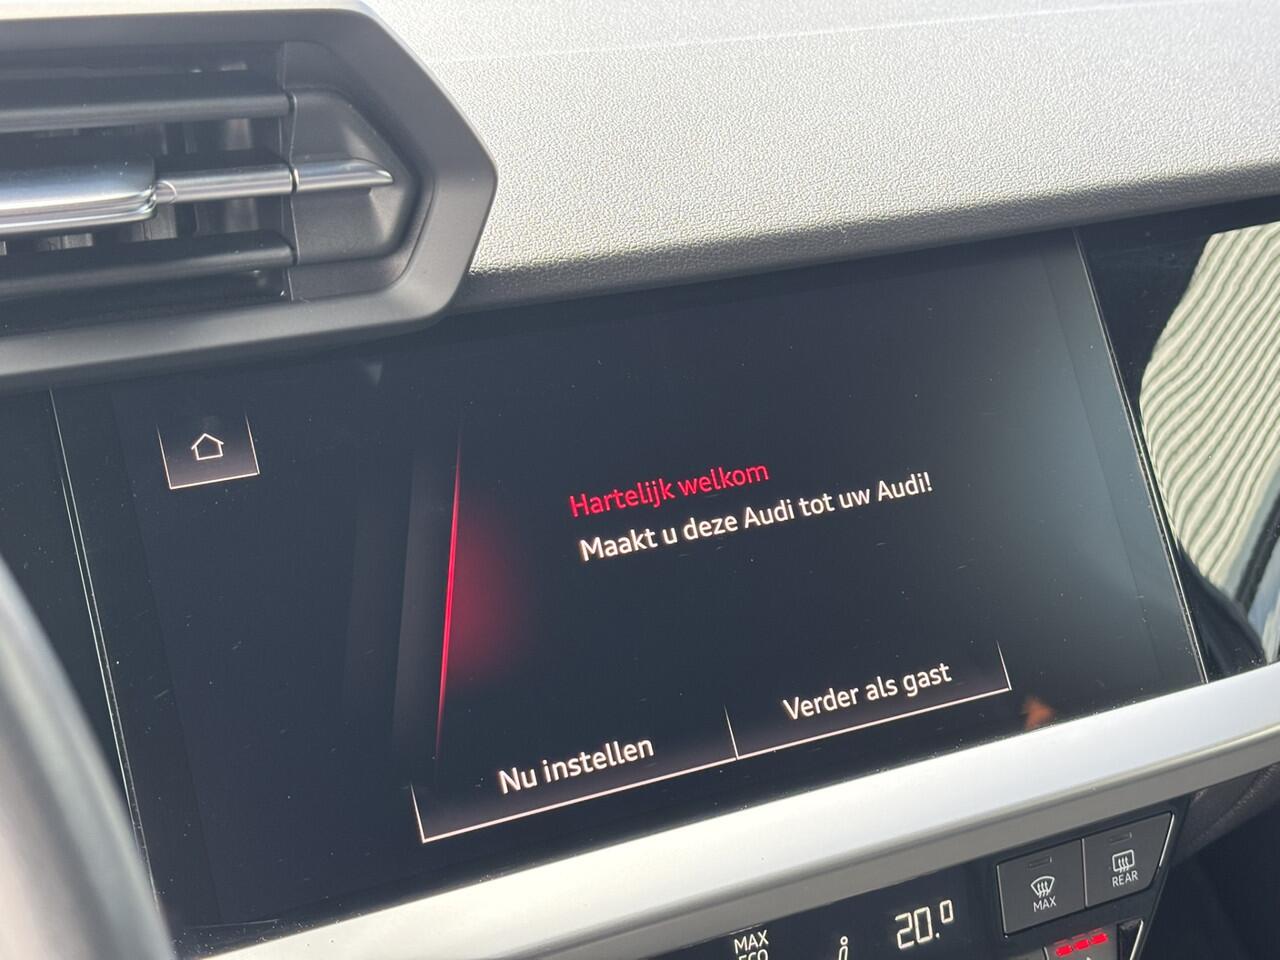 Hartelijk welkom
Maakt u deze Audi tot uw Audi!
Nu instellen
Verder als gast
MAX
REAR
20.0
MAX
ECO